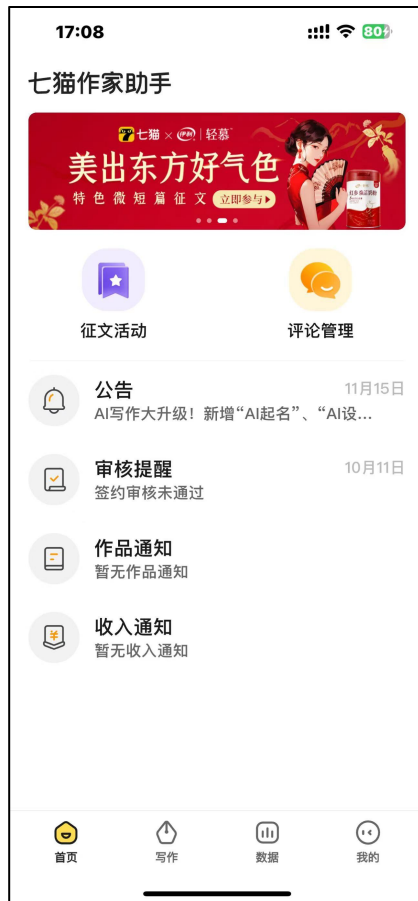 17:08
80
七猫作家助手
七猫 × 伊利 | 轻慕
美出东方好气色
特色微短篇征文 立即参与
征文活动
评论管理
公告
11月15日
AI写作大升级！新增“AI起名”、“AI设...
审核提醒
10月11日
签约审核未通过
作品通知
暂无作品通知
收入通知
暂无收入通知
首页
写作
数据
我的